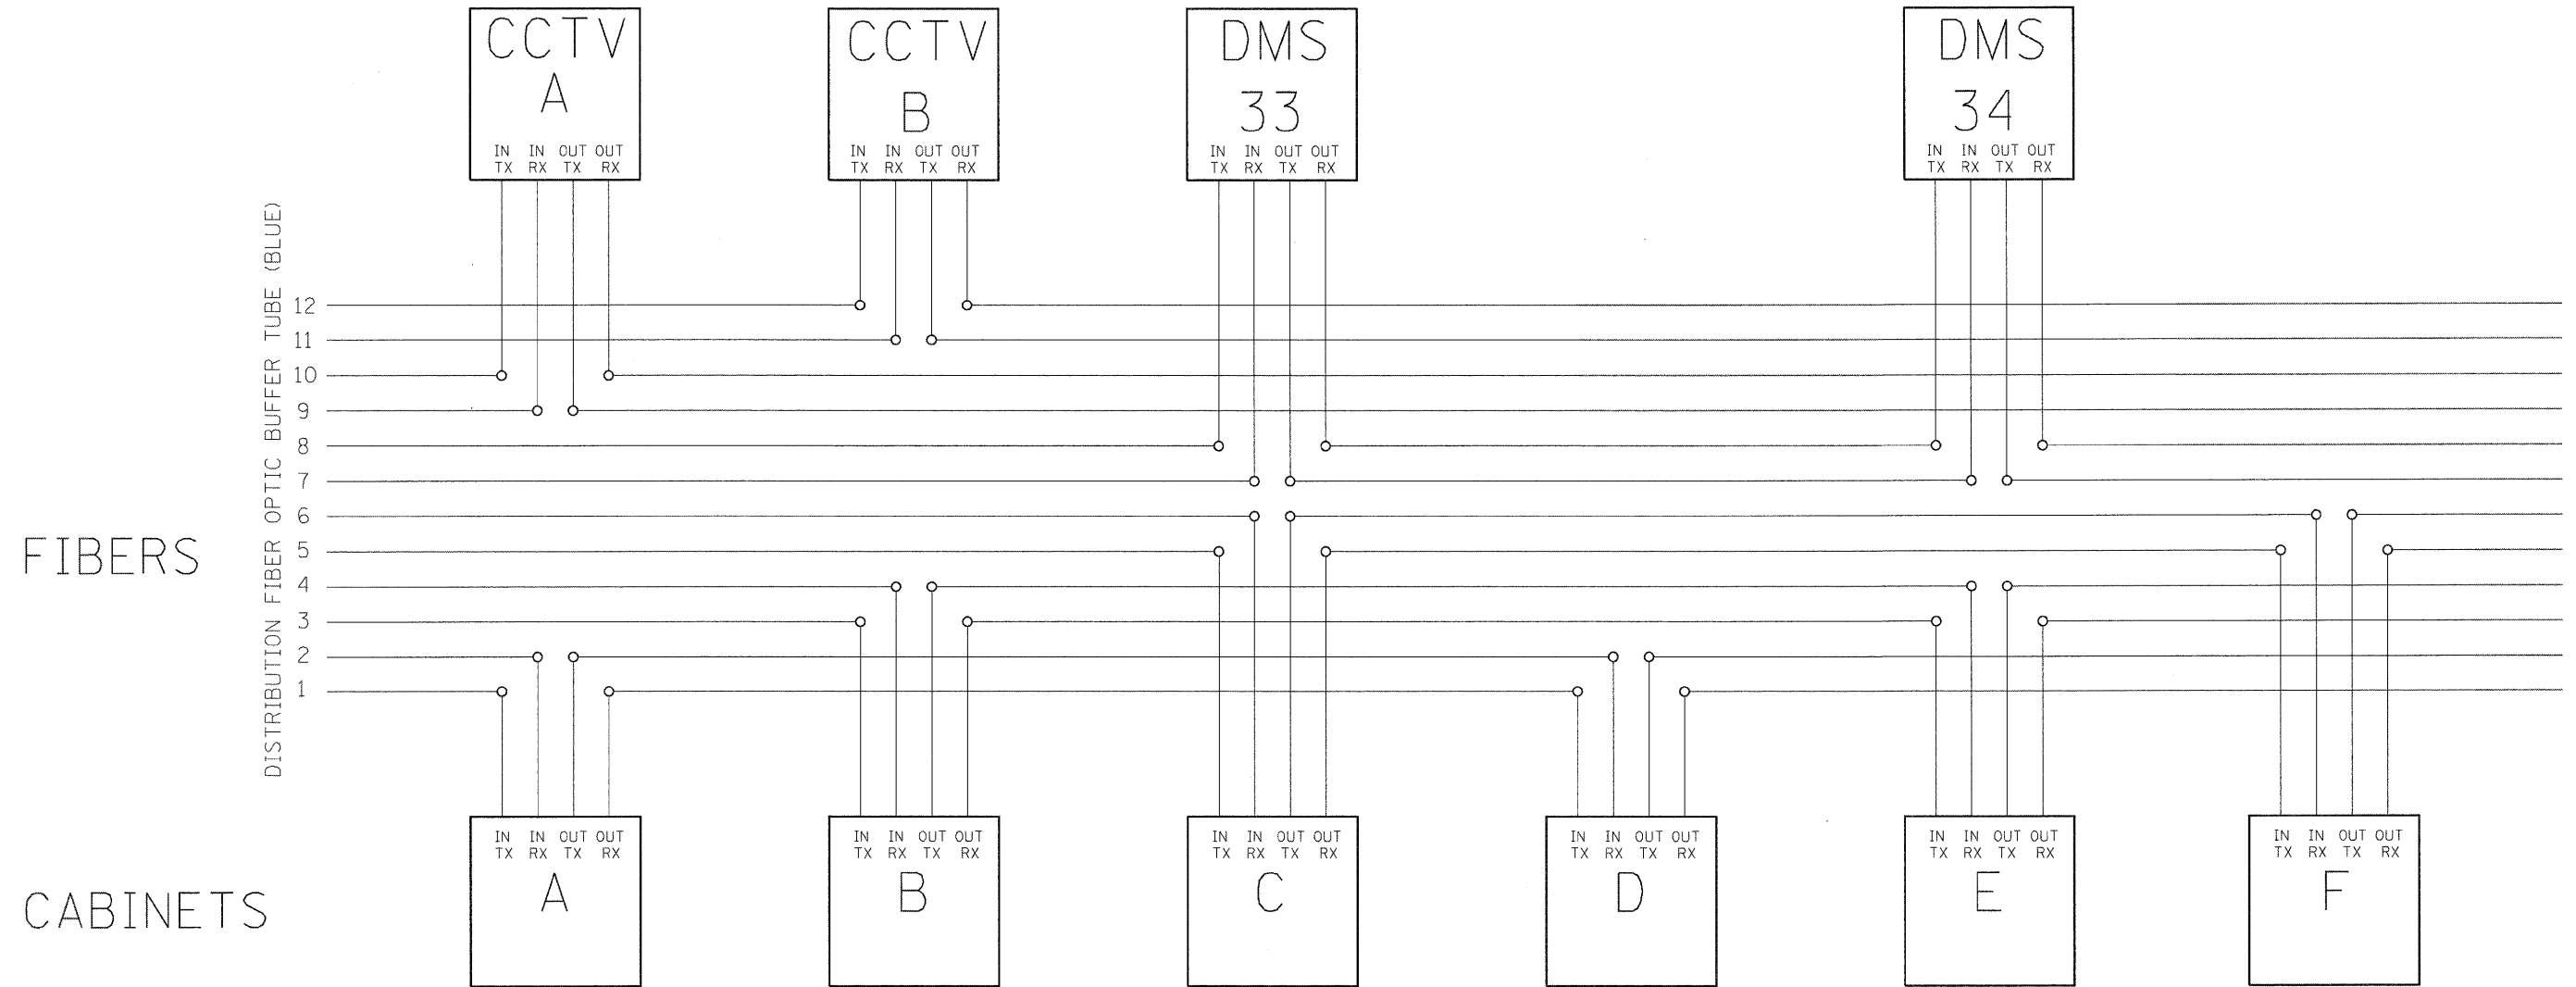 CCTV CCTV DMS DMS
A B 33 34
IN IN OUT OUT IN IN OUT OUT IN IN OUT OUT IN IN OUT OUT
TX RX TX RX TX RX TX RX TX RX TX RX TX RX TX RX
DISTRIBUTION FIBER OPTIC BUFFER TUBE (BLUE)
12
11
10
9
8
7
6
5
4
3
2
1
FIBERS
IN IN OUT OUT IN IN OUT OUT IN IN OUT OUT IN IN OUT OUT IN IN OUT OUT IN IN OUT OUT
TX RX TX RX TX RX TX RX TX RX TX RX TX RX TX RX TX RX TX RX TX RX TX RX
A B C D E F
CABINETS